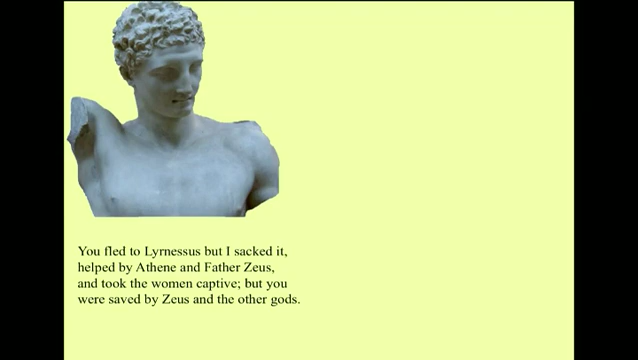 You fled to Lyrnessus but I sacked it,
helped by Athene and Father Zeus,
and took the women captive; but you
were saved by Zeus and the other gods.